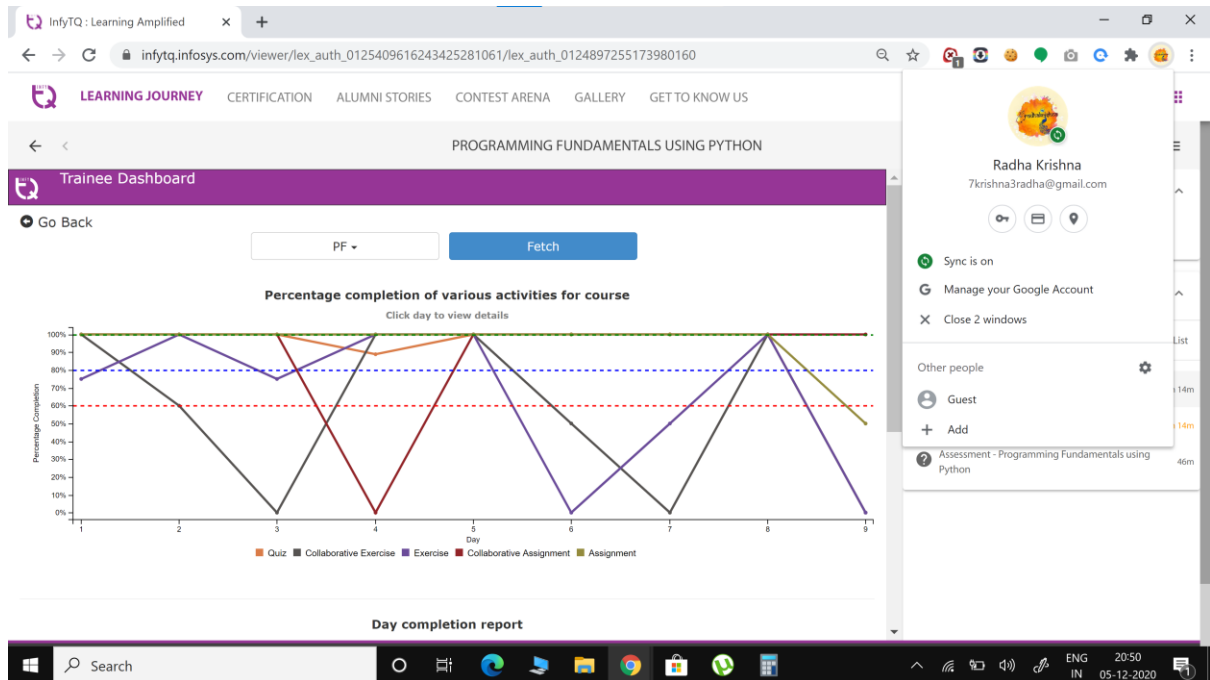 InfyTQ : Learning Amplified
infytq.infosys.com/viewer/lex_auth_0125409616243425281061/lex_auth_0124897255173980160
1
LEARNING JOURNEY CERTIFICATION ALUMNI STORIES CONTEST ARENA GALLERY GET TO KNOW US
PROGRAMMING FUNDAMENTALS USING PYTHON
Trainee Dashboard
Go Back
PF Fetch
Percentage completion of various activities for course
Click day to view details
Percentage Completion
100%
90%
80%
70%
60%
50%
40%
30%
20%
10%
0%
1 2 3 4 5 6 7 8 9
Day
Quiz Collaborative Exercise Exercise Collaborative Assignment Assignment
Day completion report
Radha Krishna
7krishna3radha@gmail.com
Sync is on
G Manage your Google Account
Close 2 windows
Other people
Guest
Add
List
14m
14m
Assessment - Programming Fundamentals using
Python
46m
Search
ENG
IN
20:50
05-12-2020
1